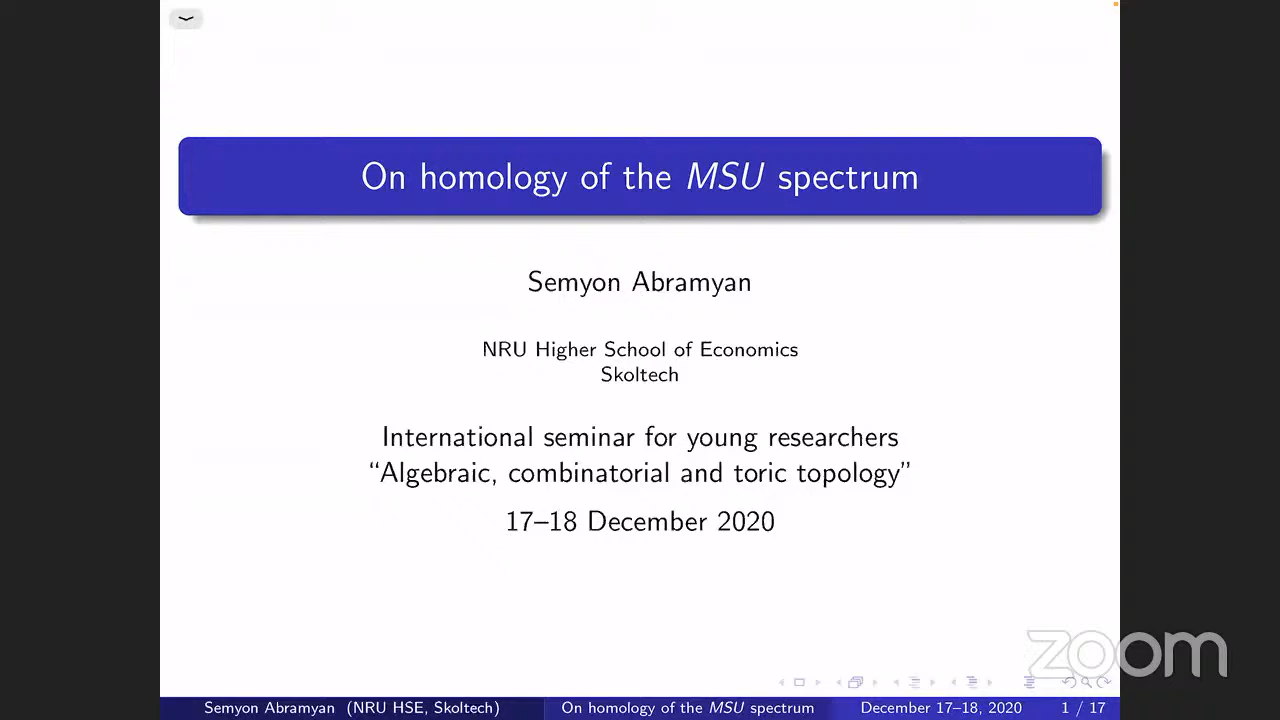 On homology of the MSU spectrum
Semyon Abramyan
NRU Higher School of Economics
Skoltech
International seminar for young researchers
“Algebraic, combinatorial and toric topology”
17–18 December 2020
zoom
Semyon Abramyan (NRU HSE, Skoltech) On homology of the MSU spectrum December 17–18, 2020 1 / 17